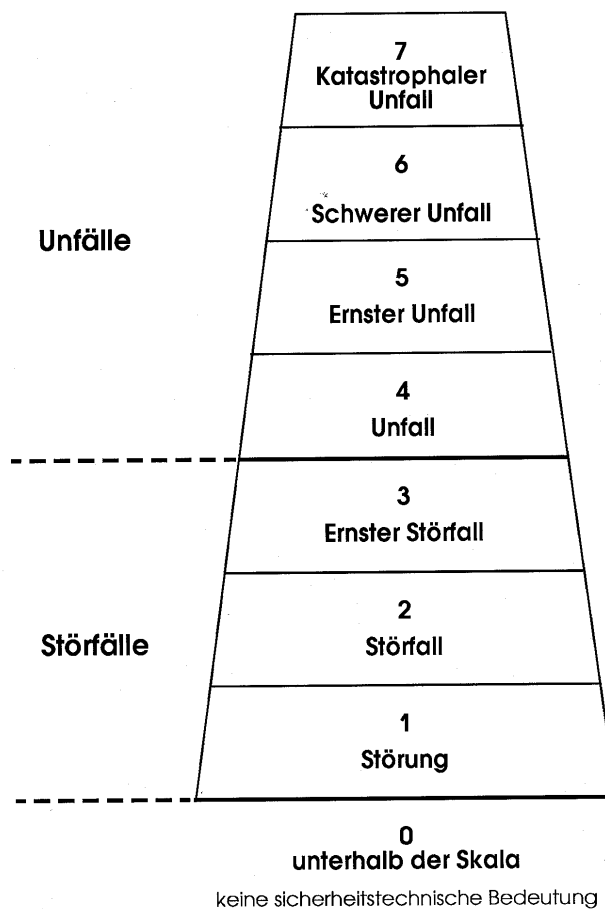 7
Katastrophaler
Unfall
6
Schwerer Unfall
Unfälle
5
Ernster Unfall
4
Unfall
3
Ernster Störfall
2
Störfälle
Störfall
1
Störung
0
unterhalb der Skala
keine sicherheitstechnische Bedeutung